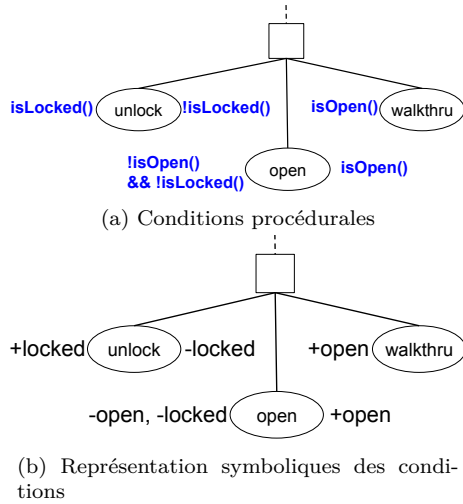 isLocked() unlock !isLocked() isOpen() walkthru
!isOpen()
&& !isLocked() open isOpen()
(a) Conditions procédurales
+locked unlock -locked +open walkthru
-open, -locked open +open
(b) Représentation symboliques des condi-
tions